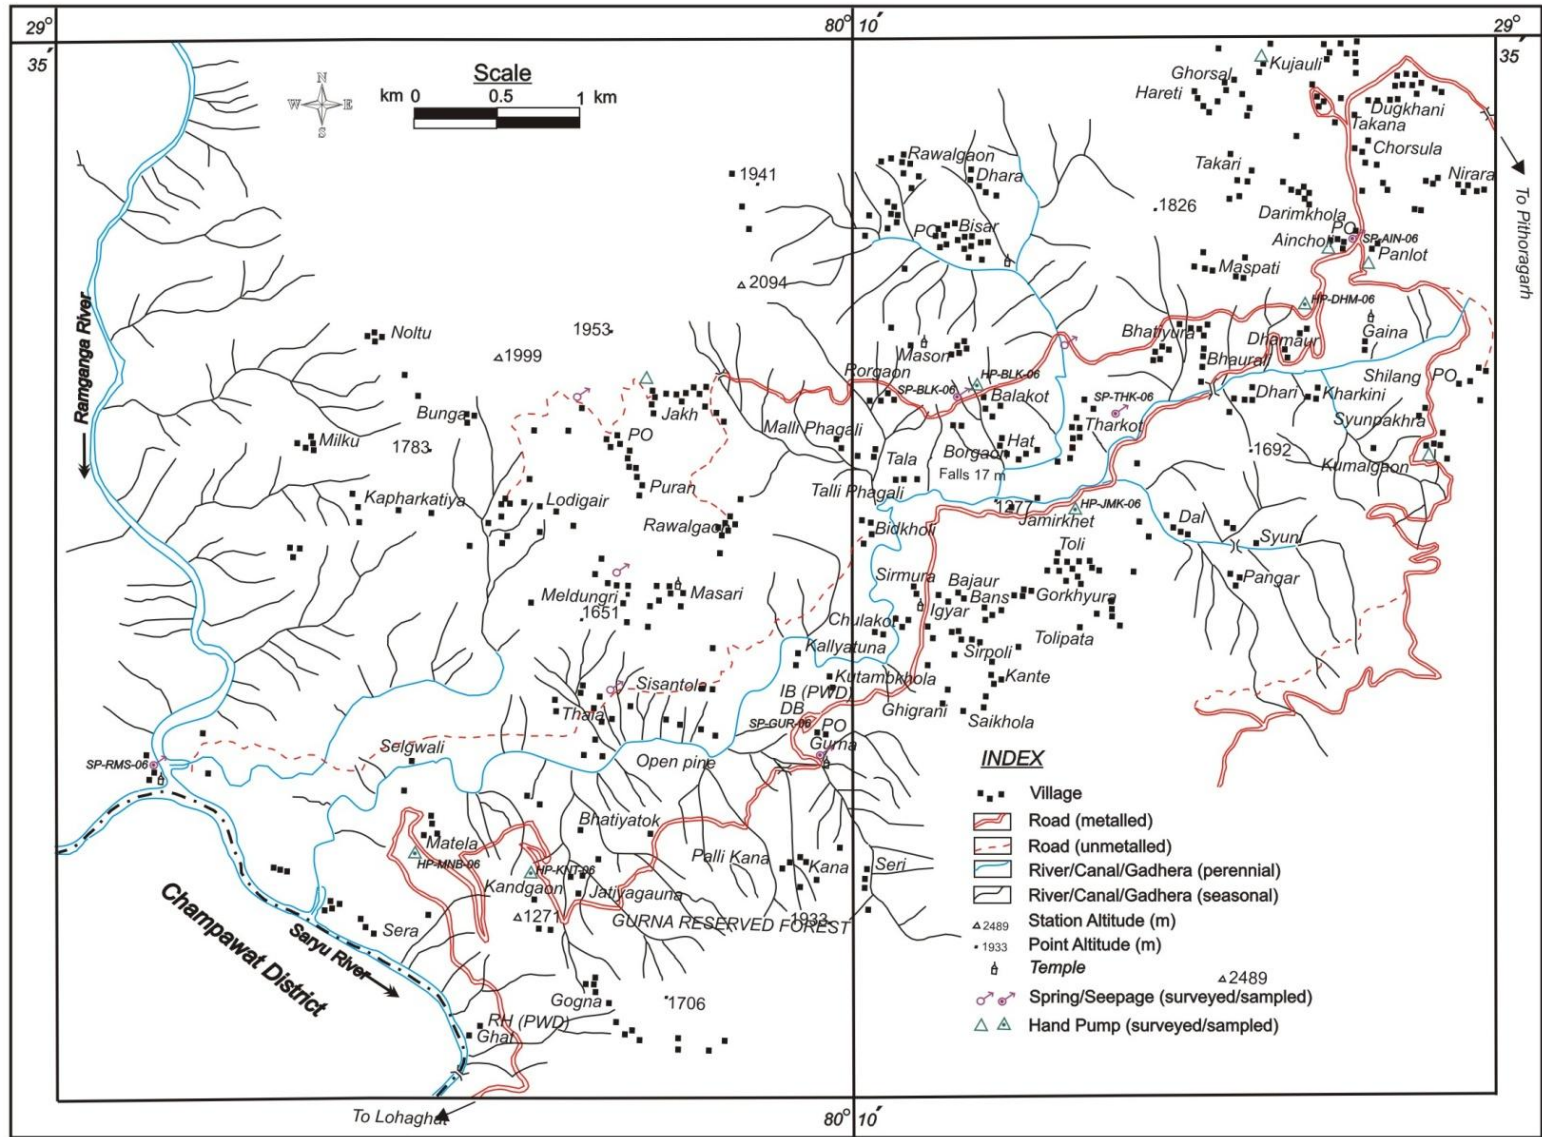 29°
80° 10´
29°
35´
35´
Scale
km 0 0.5 1 km
N
W E
S
Kujauli
Ghorsal
Hareti
Dugkhani
Takana
Chorsula
Rawalgaon
Dhara
Takari
Nirara
1941
1826
Darimkhola
To Pithoragarh
PO
Bisar
PO
Aincholi
SP-AIN-06
Panlot
Maspati
2094
HP-DHM-06
Ramganga River
Noltu
1953
1999
Mason
Bhatiyura
Dhamaur
Gaina
Bhaurali
Rorgaon
HP-BLK-06
SP-BLK-06
Balakot
SP-THK-06
Shilang
PO
Dhari
Kharkini
Jakh
Bunga
Malli Phagali
Tharkot
Syunpakhra
Milku
1783
PO
Hat
Borgaon
1692
Kumalgaon
Tala
Falls 17 m
Puran
Talli Phagali
Kapharkatiya
Lodigair
1277
HP-JMK-06
Jamirkhet
Rawalgaon
Bidkholi
Dal
Syuni
Toli
Sirmura
Bajaur
Pangar
Meldungri
Masari
Bans
Gorkhyura
Igyar
1651
Chulakot
Tolipata
Kallyatuna
Sirpoli
Kutambkhola
Kante
Sisantola
IB (PWD)
DB
Ghigrani
Saikhola
Thala
SP-GUR-06
PO
Gurna
Selgwali
SP-RMS-06
Open pine
INDEX
Village
Road (metalled)
Road (unmetalled)
River/Canal/Gadhera (perennial)
River/Canal/Gadhera (seasonal)
2489 Station Altitude (m)
1933 Point Altitude (m)
Temple
Spring/Seepage (surveyed/sampled)
Hand Pump (surveyed/sampled)
Bhatiyatok
Matela
HP-MNB-06
Palli Kana
Kana
Seri
HP-KNT-06
Kandgaon
Jatiyagauna
1271
GURNA RESERVED FOREST
1933
Champawat District
Sera
Saryu River
2489
Gogna
1706
RH (PWD)
Ghat
To Lohaghat
80° 10´